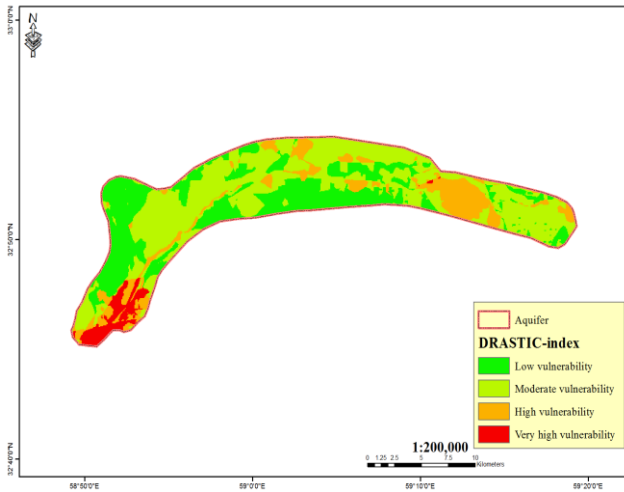 N
33°0'0"N
32°50'0"N
32°40'0"N
Aquifer
DRASTIC-index
Low vulnerability
Moderate vulnerability
High vulnerability
Very high vulnerability
1:200,000
0 1.25 2.5 5 7.5 10
Kilometers
58°50'0"E 59°0'0"E 59°10'0"E 59°20'0"E